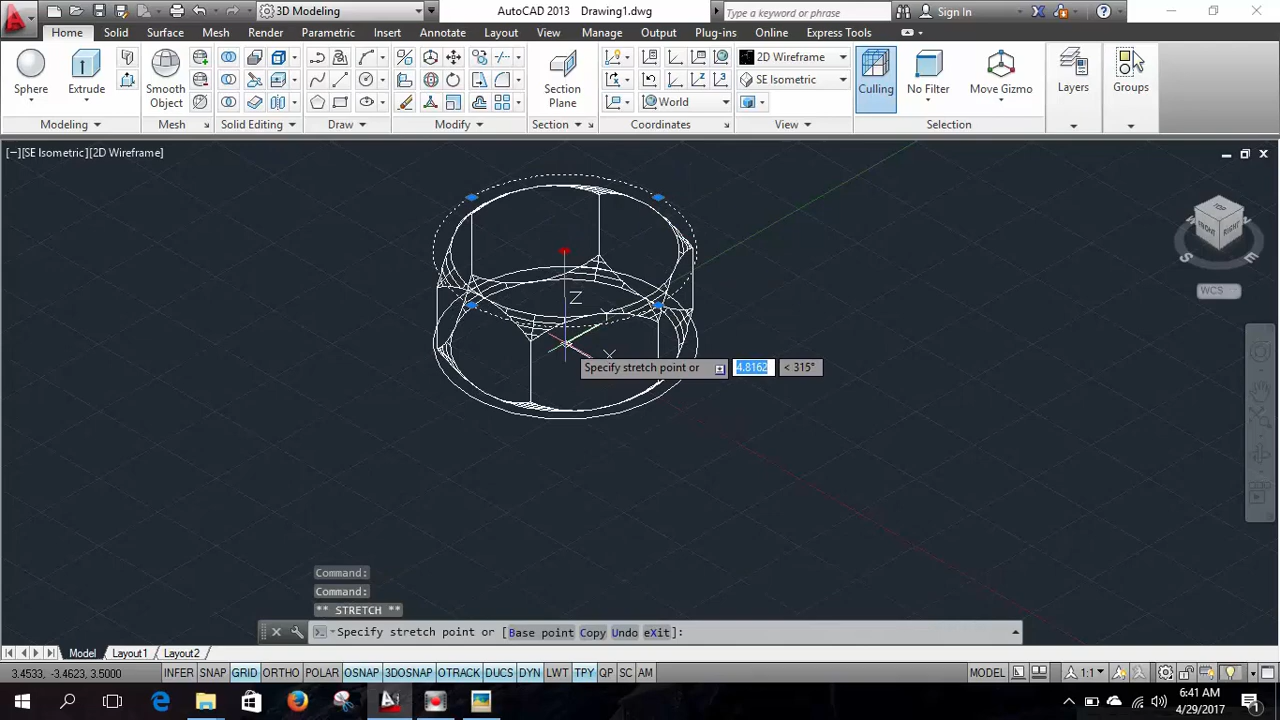 3D Modeling AutoCAD 2013 Drawing1.dwg Type a keyword or phrase Sign In
Home Solid Surface Mesh Render Parametric Insert Annotate Layout View Manage Output Plug-ins Online Express Tools
2D Wireframe
SE Isometric
Sphere Extrude Smooth Object Section Plane World Culling No Filter Move Gizmo Layers Groups
Modeling Mesh Solid Editing Draw Modify Section Coordinates View Selection
[−][SE Isometric][2D Wireframe]
TOP
W
FRONT RIGHT
S E
WCS
Z
Y
X
Specify stretch point or 4.8162 < 315°
Command:
Command:
** STRETCH **
Specify stretch point or [Base point Copy Undo eXit]:
Model Layout1 Layout2
3.4533, -3.4623, 3.5000 INFER SNAP GRID ORTHO POLAR OSNAP 3DOSNAP OTRACK DUCS DYN LWT TPY QP SC AM MODEL 1:1
6:41 AM
4/29/2017